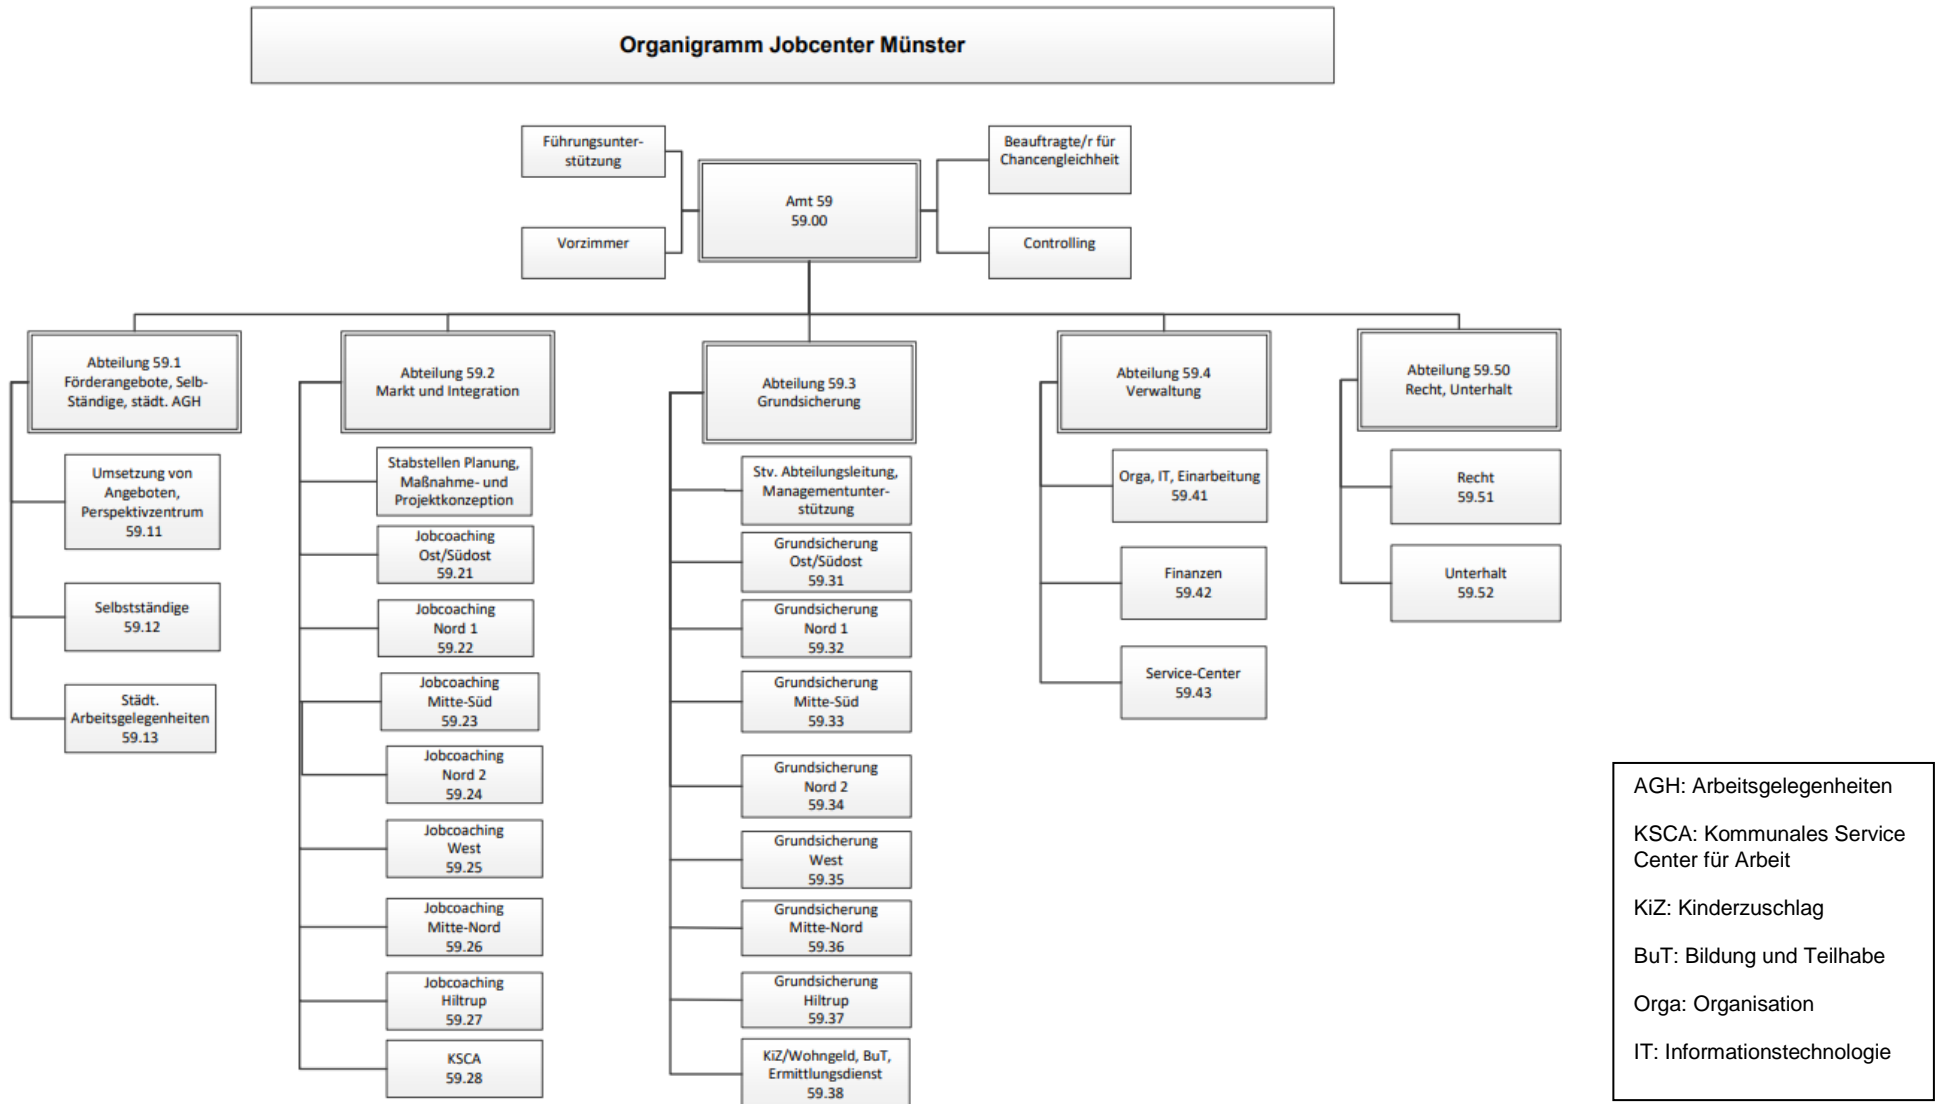 Organigramm Jobcenter Münster
Führungsunter-
stützung
Beauftragte/r für
Chancengleichheit
Amt 59
59.00
Vorzimmer
Controlling
Abteilung 59.1
Förderangebote, Selb-
Ständige, städt. AGH
Umsetzung von
Angeboten,
Perspektivzentrum
59.11
Selbstständige
59.12
Städt.
Arbeitsgelegenheiten
59.13
Abteilung 59.2
Markt und Integration
Stabstellen Planung,
Maßnahme- und
Projektkonzeption
Jobcoaching
Ost/Südost
59.21
Jobcoaching
Nord 1
59.22
Jobcoaching
Mitte-Süd
59.23
Jobcoaching
Nord 2
59.24
Jobcoaching
West
59.25
Jobcoaching
Mitte-Nord
59.26
Jobcoaching
Hiltrup
59.27
KSCA
59.28
Abteilung 59.3
Grundsicherung
Stv. Abteilungsleitung,
Managementunter-
stützung
Grundsicherung
Ost/Südost
59.31
Grundsicherung
Nord 1
59.32
Grundsicherung
Mitte-Süd
59.33
Grundsicherung
Nord 2
59.34
Grundsicherung
West
59.35
Grundsicherung
Mitte-Nord
59.36
Grundsicherung
Hiltrup
59.37
KiZ/Wohngeld, BuT,
Ermittlungsdienst
59.38
Abteilung 59.4
Verwaltung
Orga, IT, Einarbeitung
59.41
Finanzen
59.42
Service-Center
59.43
Abteilung 59.50
Recht, Unterhalt
Recht
59.51
Unterhalt
59.52
AGH: Arbeitsgelegenheiten
KSCA: Kommunales Service
Center für Arbeit
KiZ: Kinderzuschlag
BuT: Bildung und Teilhabe
Orga: Organisation
IT: Informationstechnologie